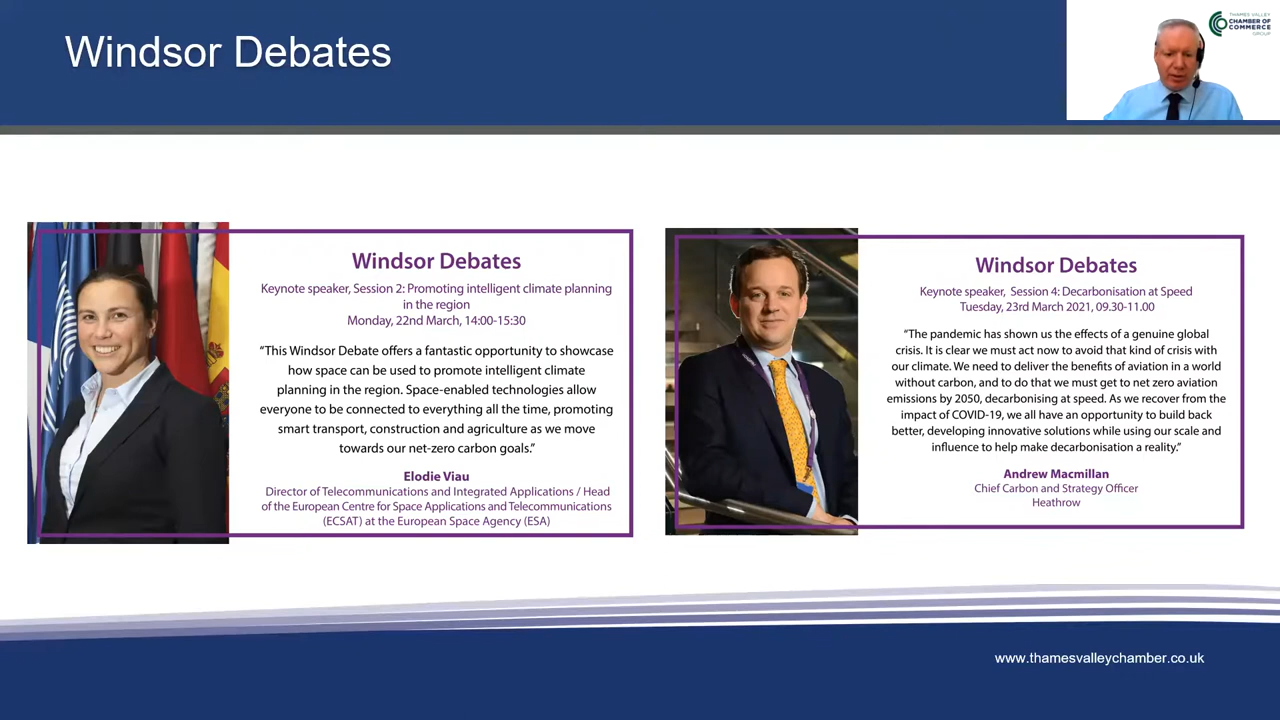 Windsor Debates
THAMES VALLEY
CHAMBER OF
COMMERCE
GROUP
Windsor Debates
Keynote speaker, Session 2: Promoting intelligent climate planning
in the region
Monday, 22nd March, 14:00-15:30
“This Windsor Debate offers a fantastic opportunity to showcase
how space can be used to promote intelligent climate
planning in the region. Space-enabled technologies allow
everyone to be connected to everything all the time, promoting
smart transport, construction and agriculture as we move
towards our net-zero carbon goals.”
Elodie Viau
Director of Telecommunications and Integrated Applications / Head
of the European Centre for Space Applications and Telecommunications
(ECSAT) at the European Space Agency (ESA)
Windsor Debates
Keynote speaker, Session 4: Decarbonisation at Speed
Tuesday, 23rd March 2021, 09.30-11.00
“The pandemic has shown us the effects of a genuine global
crisis. It is clear we must act now to avoid that kind of crisis with
our climate. We need to deliver the benefits of aviation in a world
without carbon, and to do that we must get to net zero aviation
emissions by 2050, decarbonising at speed. As we recover from the
impact of COVID-19, we all have an opportunity to build back
better, developing innovative solutions while using our scale and
influence to help make decarbonisation a reality.”
Andrew Macmillan
Chief Carbon and Strategy Officer
Heathrow
www.thamesvalleychamber.co.uk